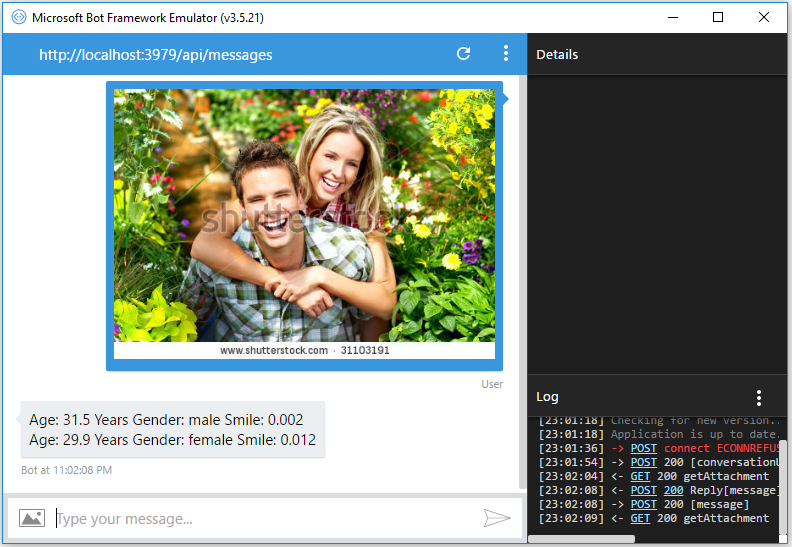 Microsoft Bot Framework Emulator (v3.5.21)
http://localhost:3979/api/messages
shutterstock
www.shutterstock.com · 31103191
User
Age: 31.5 Years Gender: male Smile: 0.002
Age: 29.9 Years Gender: female Smile: 0.012
Bot at 11:02:08 PM
Type your message...
Details
Log
[23:01:18] Checking for new version..
[23:01:18] Application is up to date.
[23:01:36] -> POST connect ECONNREFUS
[23:01:54] -> POST 200 [conversationU
[23:02:04] <- GET 200 getAttachment
[23:02:08] <- POST 200 Reply[message]
[23:02:08] -> POST 200 [message]
[23:02:09] <- GET 200 getAttachment